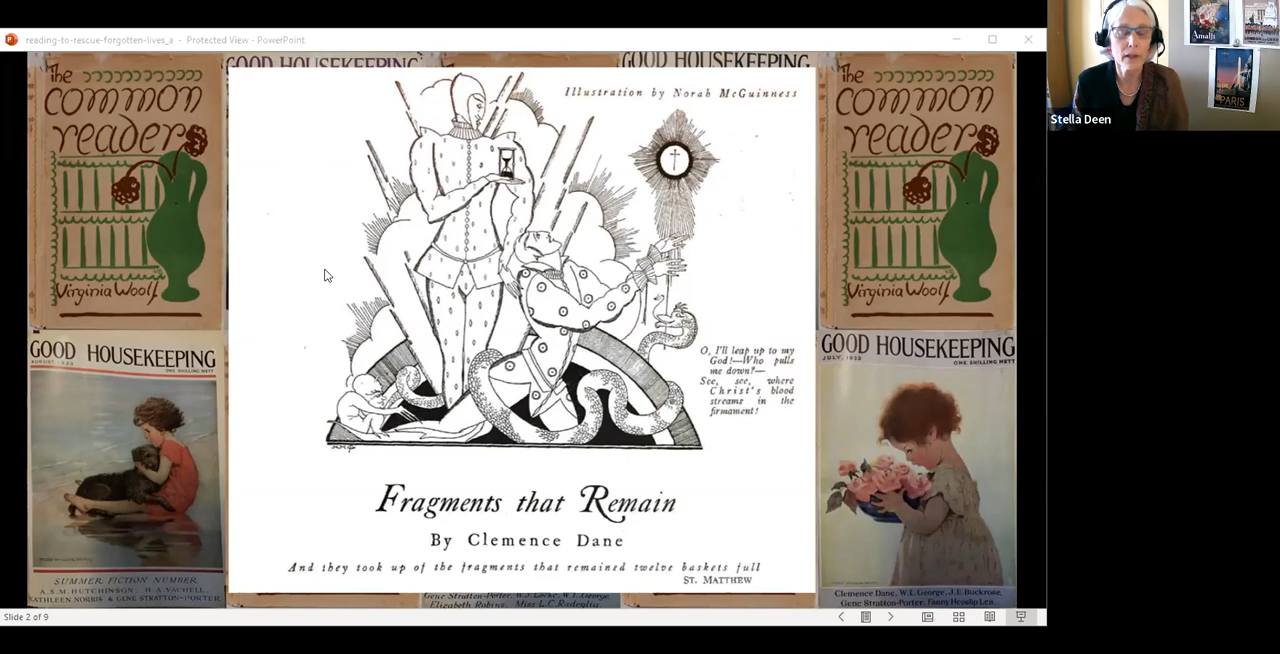 reading-to-rescue-forgotten-lives_a - Protected View - PowerPoint
The
Common
reader
Virginia Woolf
GOOD HOUSEKEEPING
GOOD HOUSEKEEPING
Illustration by Norah McGuinness
O, I'll leap up to my
God!—Who pulls
me down?—
See, see, where
Christ's blood
streams in the
firmament!
Fragments that Remain
By Clemence Dane
And they took up of the fragments that remained twelve baskets full
ST. MATTHEW
The
Common
reader
Virginia Woolf
GOOD HOUSEKEEPING
ONE SHILLING NETT
SUMMER FICTION NUMBER
A.S.M. HUTCHINSON: H.A. VACHELL,
KATHLEEN NORRIS & GENE STRATTON-PORTER
Gene Stratton-Porter, W.J. Locke, W.L. George,
Elizabeth Robins, Miss L.C. Radeglia
GOOD HOUSEKEEPING
ONE SHILLING NETT
Clemence Dane, W.L. George, J.E. Buckrose,
Gene Stratton-Porter, Fanny Heaslip Lea
Slide 2 of 9
Amalfi
PARIS
Stella Deen